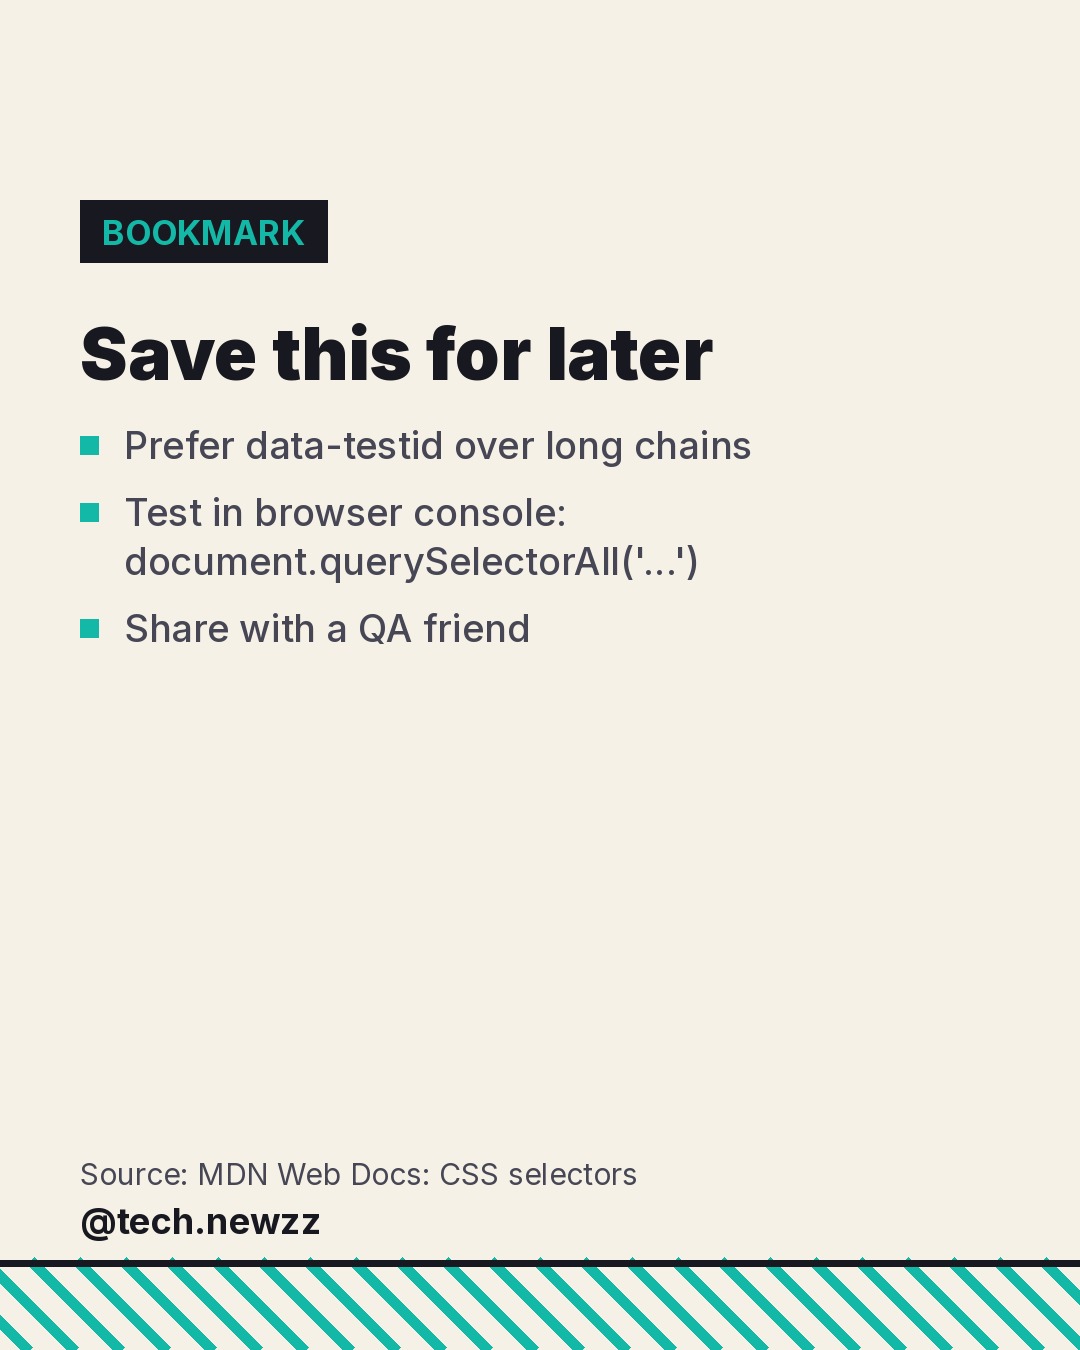 BOOKMARK
Save this for later
Prefer data-testid over long chains
Test in browser console:
document.querySelectorAll('...')
Share with a QA friend
Source: MDN Web Docs: CSS selectors
@tech.newzz